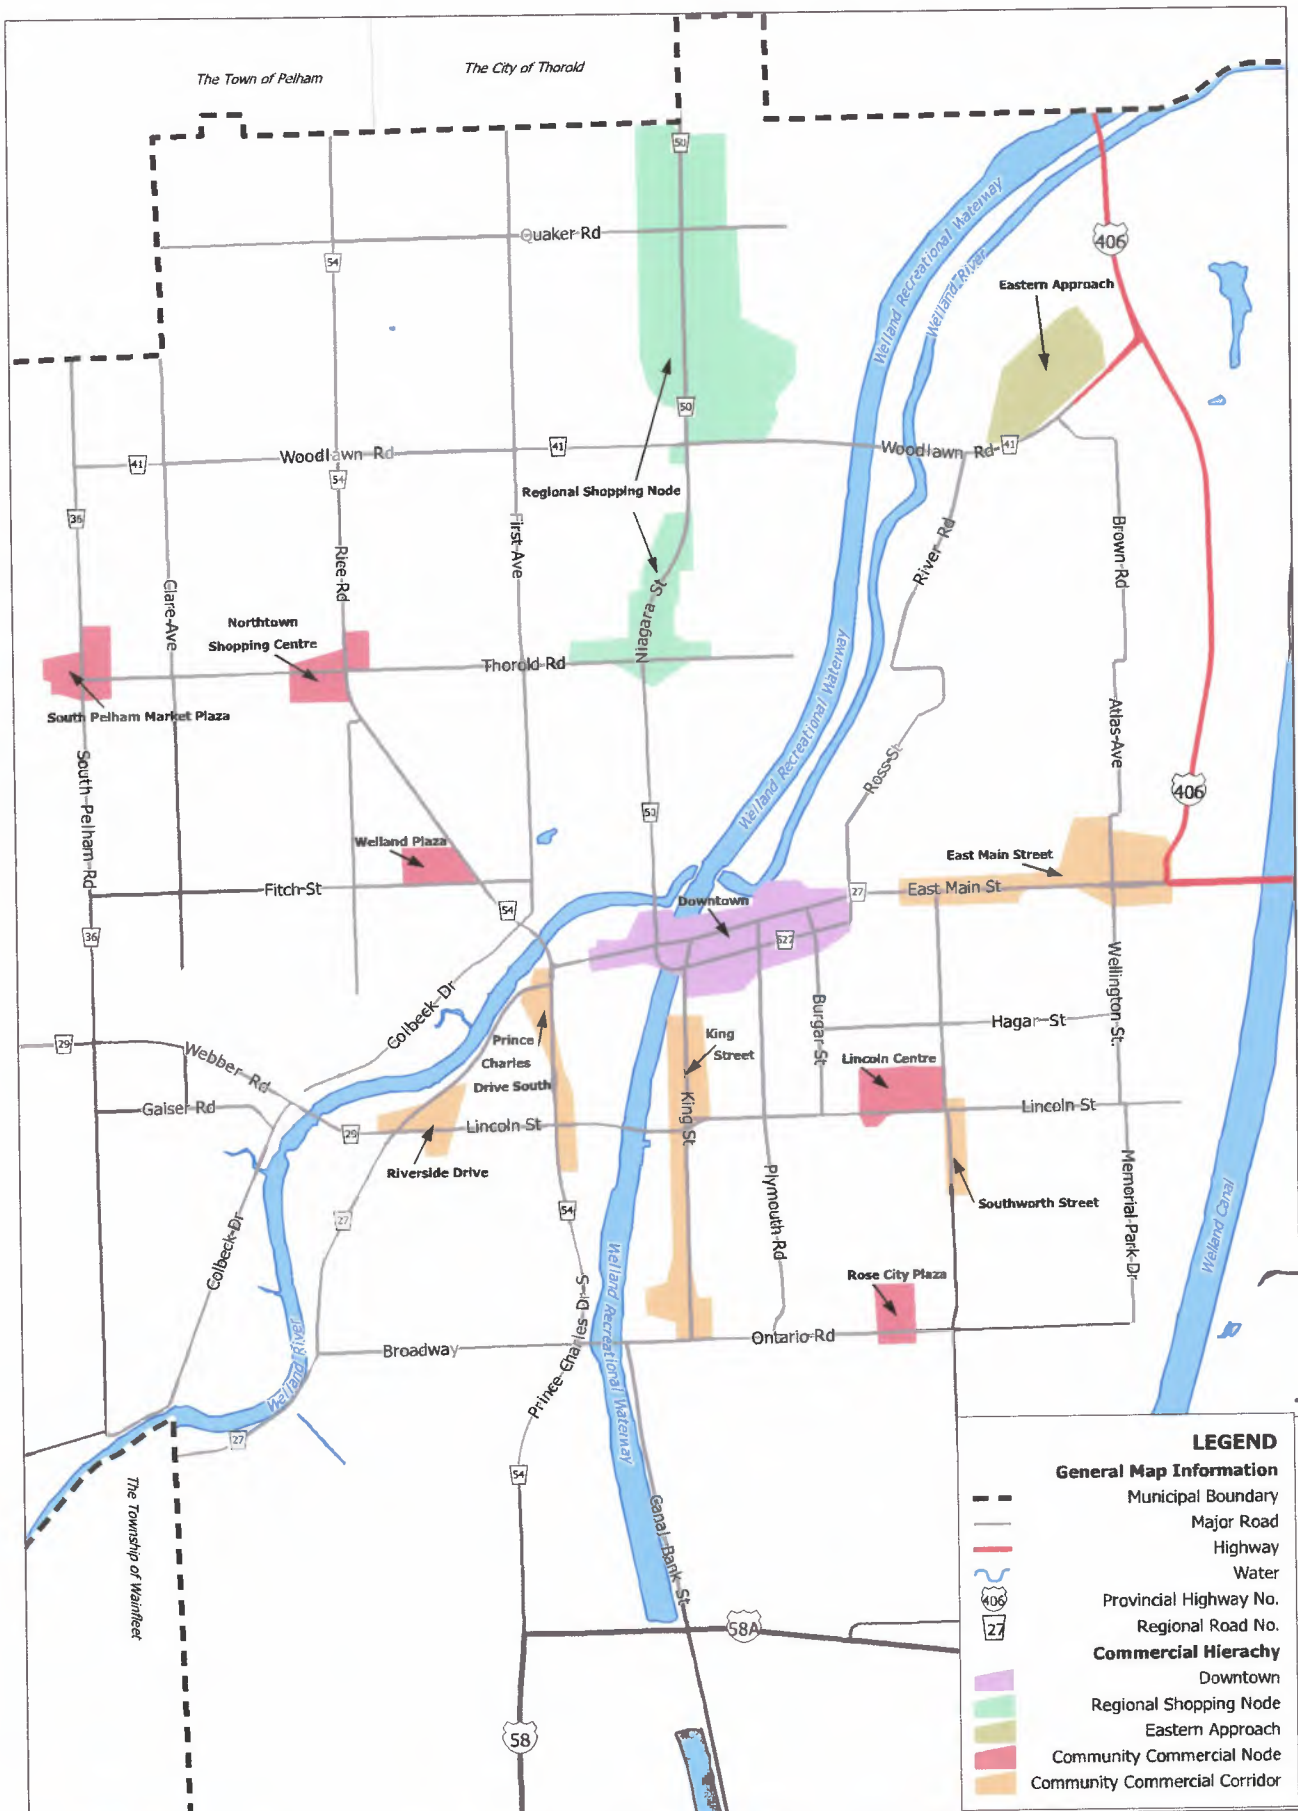 The Town of Pelham
The City of Thorold
50
Quaker Rd
54
406
Welland Recreational Waterway
Welland River
Eastern Approach
50
41
Woodlawn Rd
41
Woodlawn Rd
41
54
Regional Shopping Node
36
First Ave
River Rd
Brown Rd
Rice Rd
Clare Ave
Niagara St
Northtown
Shopping Centre
Thorold Rd
South Pelham Market Plaza
Welland Recreational Waterway
Atlas Ave
Ross St
South Pelham Rd
406
50
Welland Plaza
East Main Street
Fitch St
27
East Main St
Downtown
54
36
527
Wellington St.
Colbeck Dr
Burgar St
Hagar St
29
Webber Rd
Prince
Charles
Drive South
King
Street
Lincoln Centre
Gaiser Rd
King St
Lincoln St
29
Lincoln St
Riverside Drive
Plymouth Rd
Memorial Park Dr
Southworth Street
27
54
Colbeck Dr
Welland Canal
Rose City Plaza
Welland Recreational Waterway
Prince Charles Dr S
Welland River
Broadway
Ontario Rd
27
54
The Township of Wainfleet
Canal Bank St
58A
58
LEGEND
General Map Information
Municipal Boundary
Major Road
Highway
Water
406
Provincial Highway No.
27
Regional Road No.
Commercial Hierachy
Downtown
Regional Shopping Node
Eastern Approach
Community Commercial Node
Community Commercial Corridor